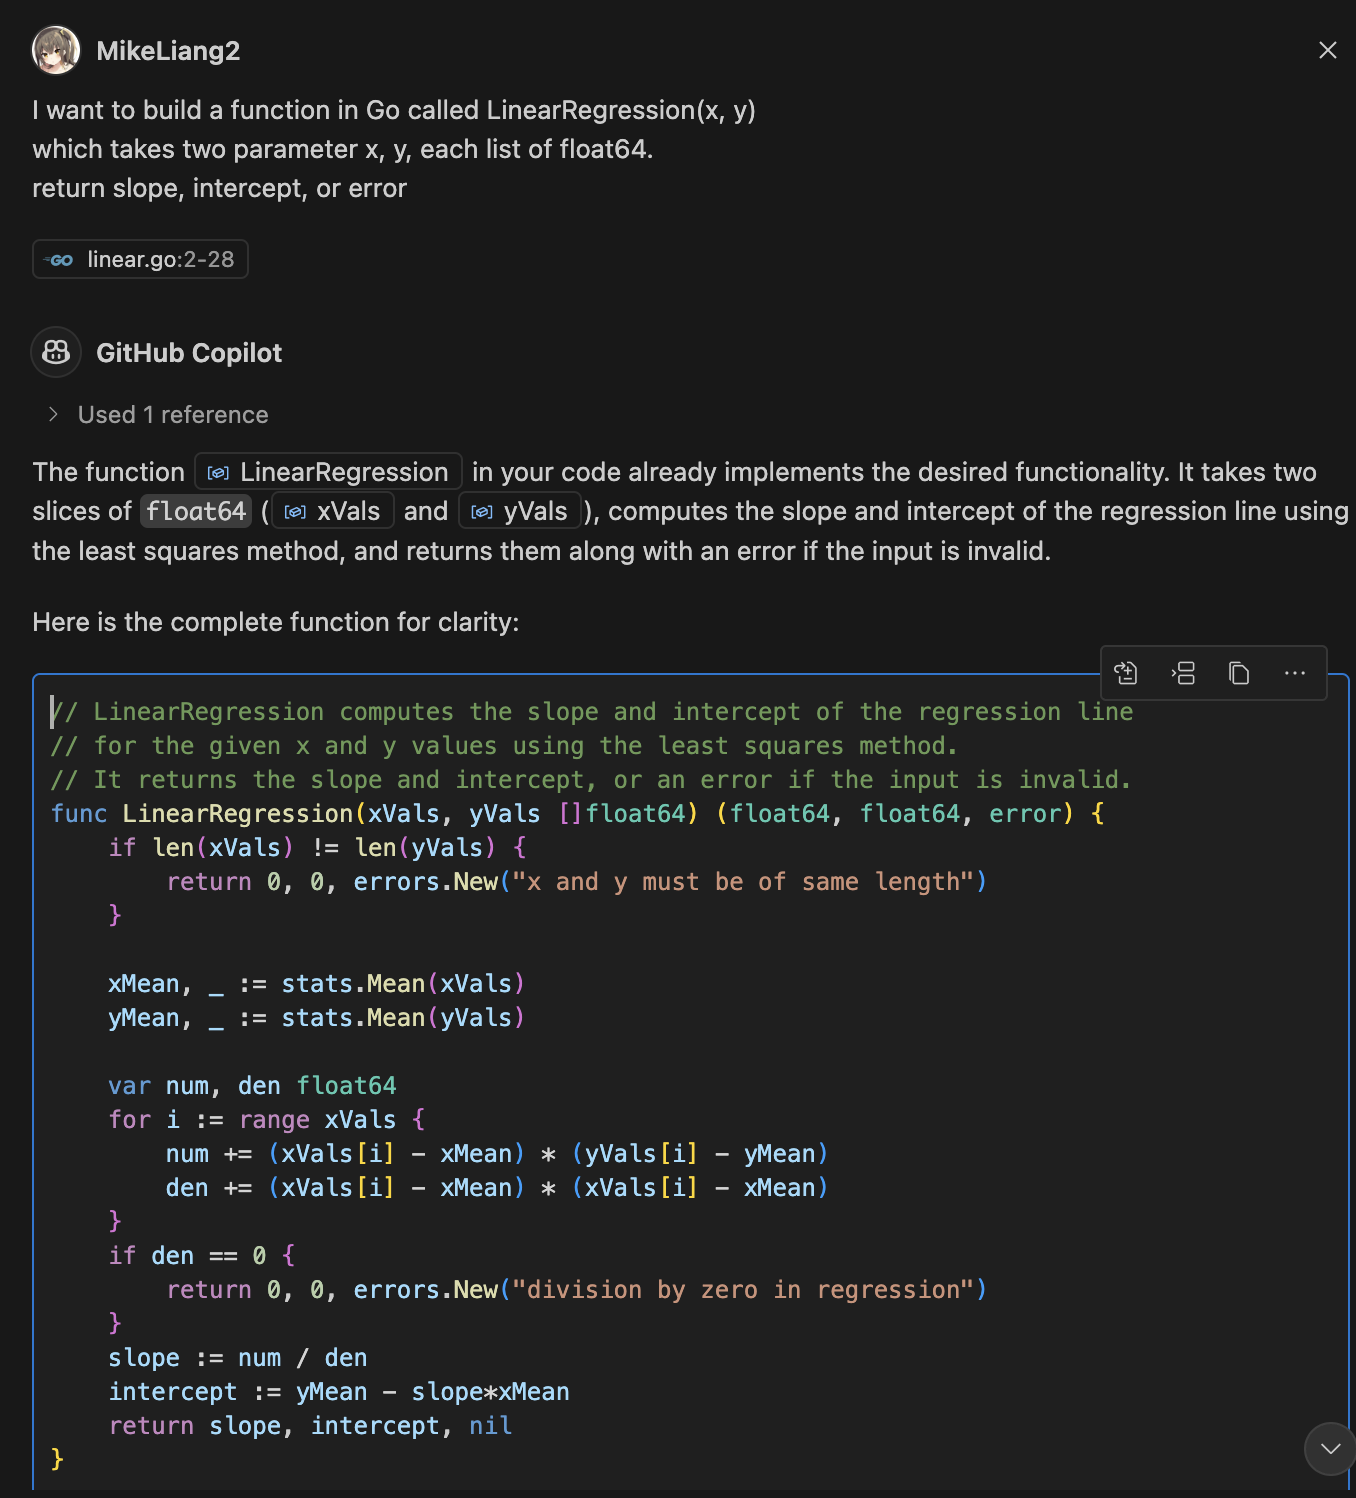 MikeLiang2
I want to build a function in Go called LinearRegression(x, y)
which takes two parameter x, y, each list of float64.
return slope, intercept, or error
GO linear.go:2-28
GitHub Copilot
Used 1 reference
The function LinearRegression in your code already implements the desired functionality. It takes two
slices of float64 ( xVals and yVals ), computes the slope and intercept of the regression line using
the least squares method, and returns them along with an error if the input is invalid.
Here is the complete function for clarity:
// LinearRegression computes the slope and intercept of the regression line
// for the given x and y values using the least squares method.
// It returns the slope and intercept, or an error if the input is invalid.
func LinearRegression(xVals, yVals []float64) (float64, float64, error) {
    if len(xVals) != len(yVals) {
        return 0, 0, errors.New("x and y must be of same length")
    }
    xMean, _ := stats.Mean(xVals)
    yMean, _ := stats.Mean(yVals)
    var num, den float64
    for i := range xVals {
        num += (xVals[i] - xMean) * (yVals[i] - yMean)
        den += (xVals[i] - xMean) * (xVals[i] - xMean)
    }
    if den == 0 {
        return 0, 0, errors.New("division by zero in regression")
    }
    slope := num / den
    intercept := yMean - slope*xMean
    return slope, intercept, nil
}